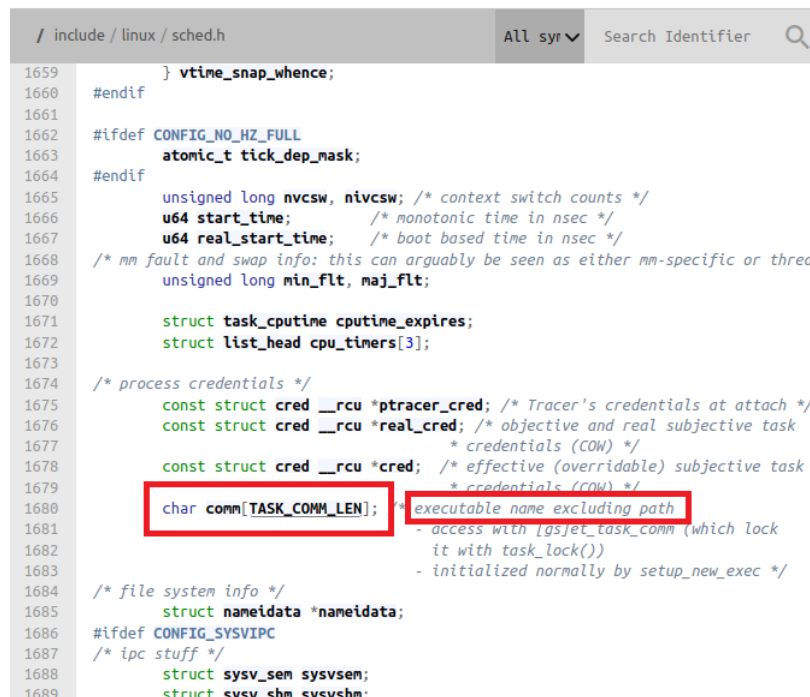 / include / linux / sched.h All syr Search Identifier
1659 } vtime_snap_whence;
1660 #endif
1661
1662 #ifdef CONFIG_NO_HZ_FULL
1663 atomic_t tick_dep_mask;
1664 #endif
1665 unsigned long nvcsw, nivcsw; /* context switch counts */
1666 u64 start_time; /* monotonic time in nsec */
1667 u64 real_start_time; /* boot based time in nsec */
1668 /* mm fault and swap info: this can arguably be seen as either mm-specific or thred
1669 unsigned long min_flt, maj_flt;
1670
1671 struct task_cputime cputime_expires;
1672 struct list_head cpu_timers[3];
1673
1674 /* process credentials */
1675 const struct cred __rcu *ptracer_cred; /* Tracer's credentials at attach */
1676 const struct cred __rcu *real_cred; /* objective and real subjective task
1677 * credentials (COW) */
1678 const struct cred __rcu *cred; /* effective (overridable) subjective task
1679 * credentials (COW) */
1680 char comm[TASK_COMM_LEN]; /* executable name excluding path
1681 - access with [gs]et_task_comm (which lock
1682 it with task_lock())
1683 - initialized normally by setup_new_exec */
1684 /* file system info */
1685 struct nameidata *nameidata;
1686 #ifdef CONFIG_SYSVIPC
1687 /* ipc stuff */
1688 struct sysv_sem sysvsem;
1689 struct sysv_shm sysvshm;